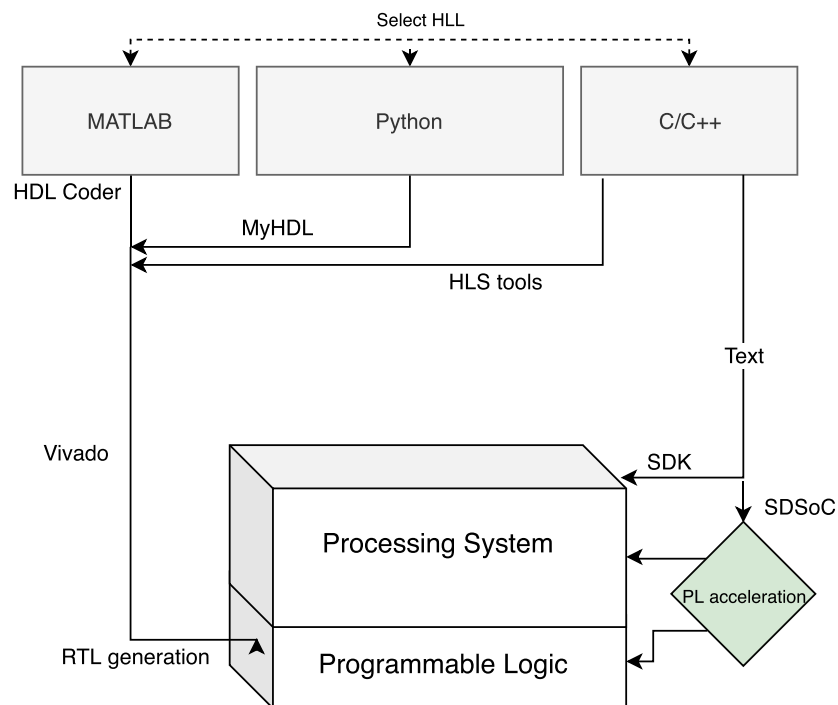 Select HLL
MATLAB
Python
C/C++
HDL Coder
MyHDL
HLS tools
Text
Vivado
SDK
SDSoC
Processing System
PL acceleration
RTL generation
Programmable Logic